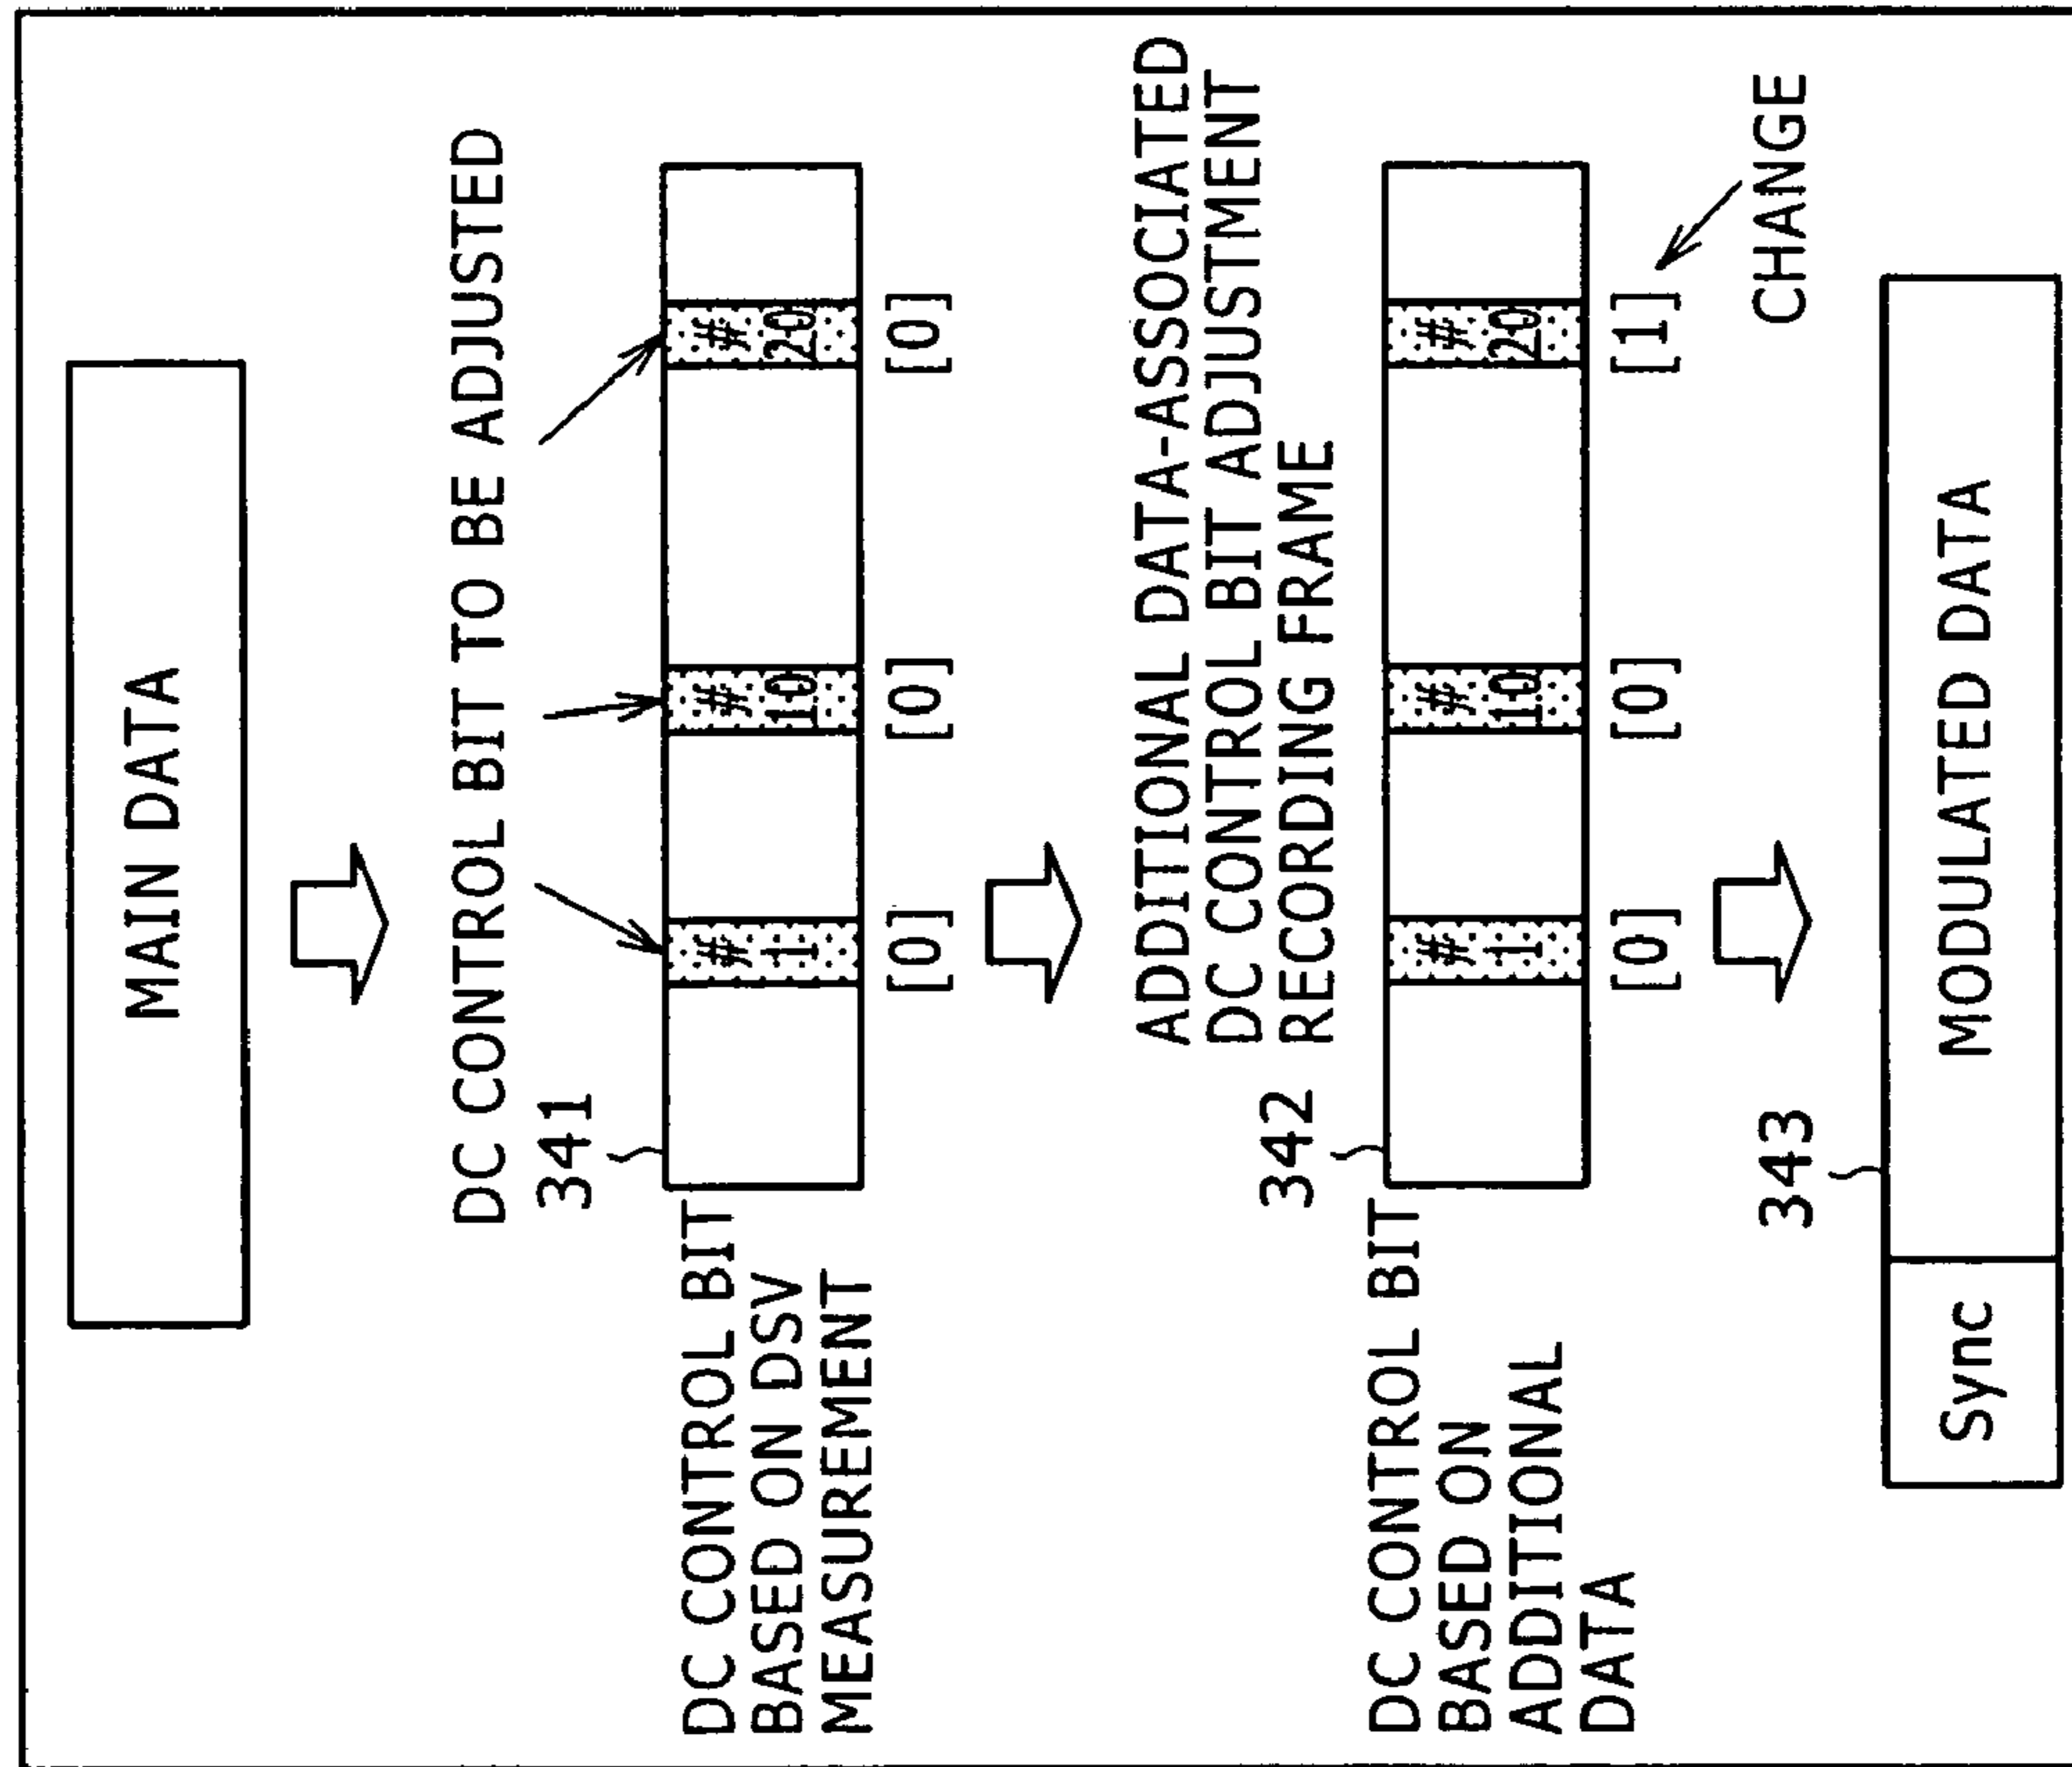 MAIN DATA
DC CONTROL BIT TO BE ADJUSTED
341
DC CONTROL BIT
BASED ON DSV
MEASUREMENT
# 1
# 10
# 20
[0]
[0]
[0]
ADDITIONAL DATA-ASSOCIATED
DC CONTROL BIT ADJUSTMENT
RECORDING FRAME
342
DC CONTROL BIT
BASED ON
ADDITIONAL
DATA
# 1
# 10
# 20
[0]
[0]
[1]
CHANGE
343
Sync
MODULATED DATA